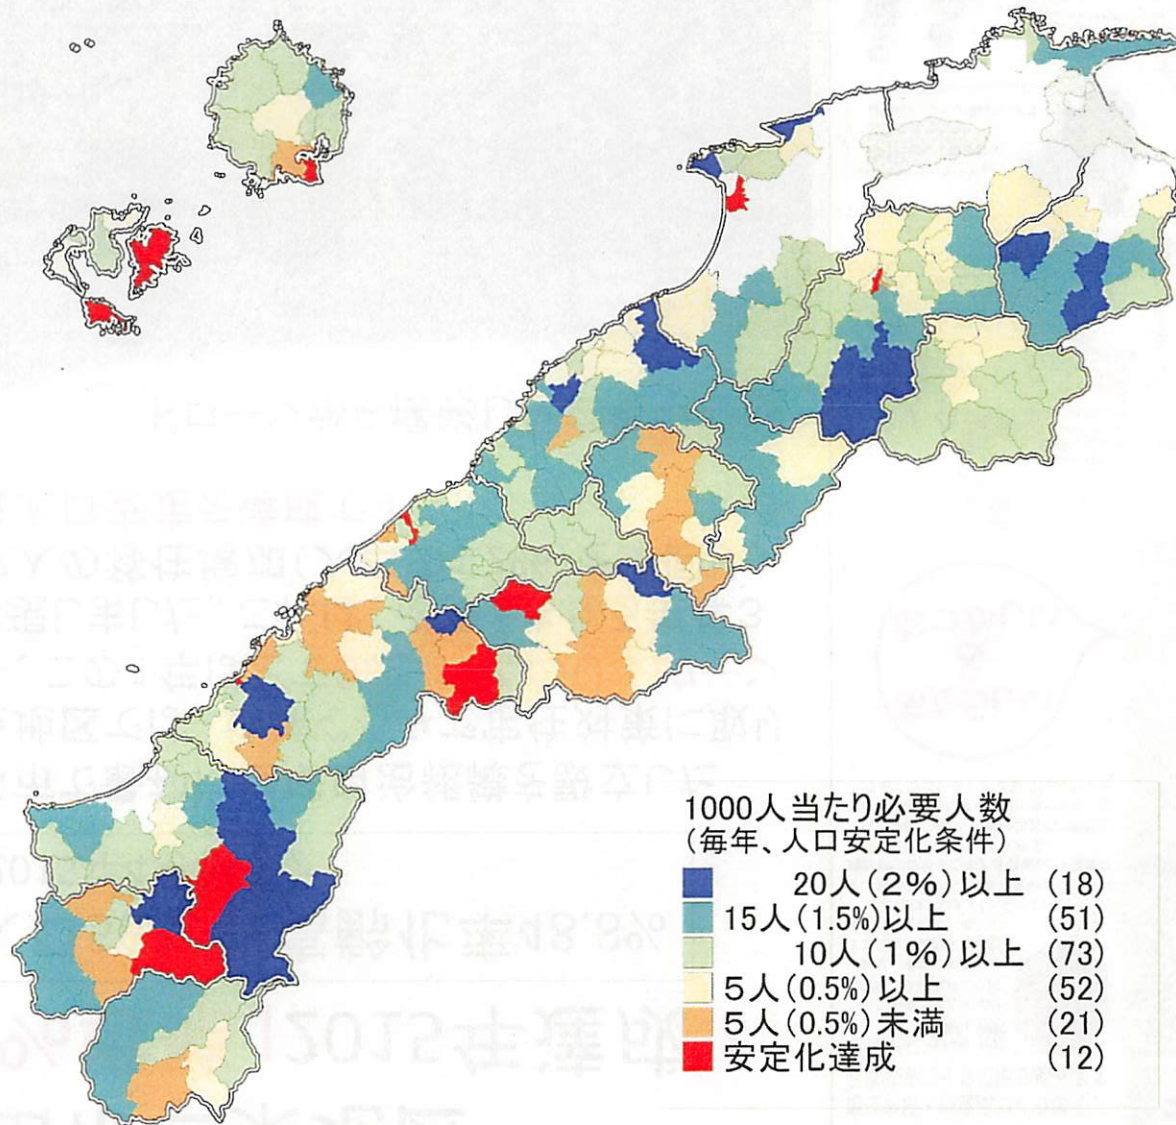 1000人当たり必要人数
(毎年、人口安定化条件)
20人(2%)以上 (18)
15人(1.5%)以上 (51)
10人(1%)以上 (73)
5人(0.5%)以上 (52)
5人(0.5%)未満 (21)
安定化達成 (12)